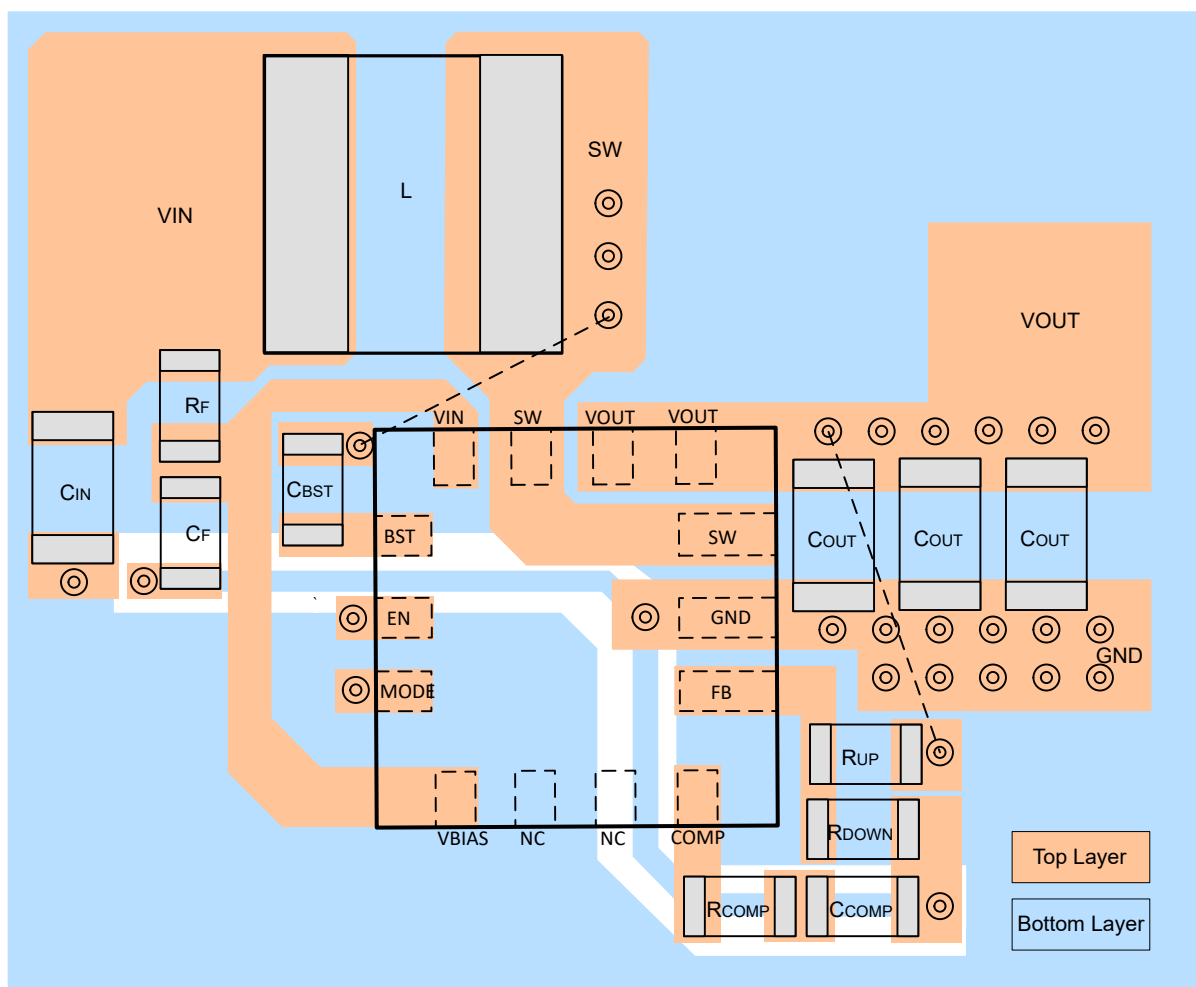 SW
L
VIN
VOUT
RF
VIN
SW
VOUT
VOUT
CIN
CBST
CF
BST
SW
COUT
COUT
COUT
EN
GND
GND
MODE
FB
RUP
VBIAS
NC
NC
COMP
RDOWN
Top Layer
RCOMP
CCOMP
Bottom Layer